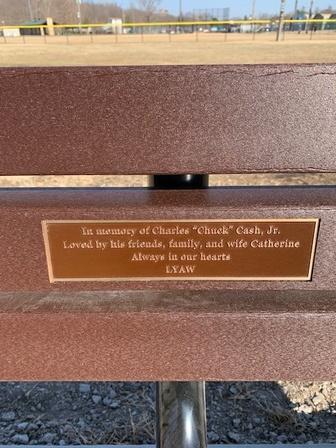 In memory of Charles "Chuck" Cash, Jr.
Loved by his friends, family, and wife Catherine
Always in our hearts
LYAW